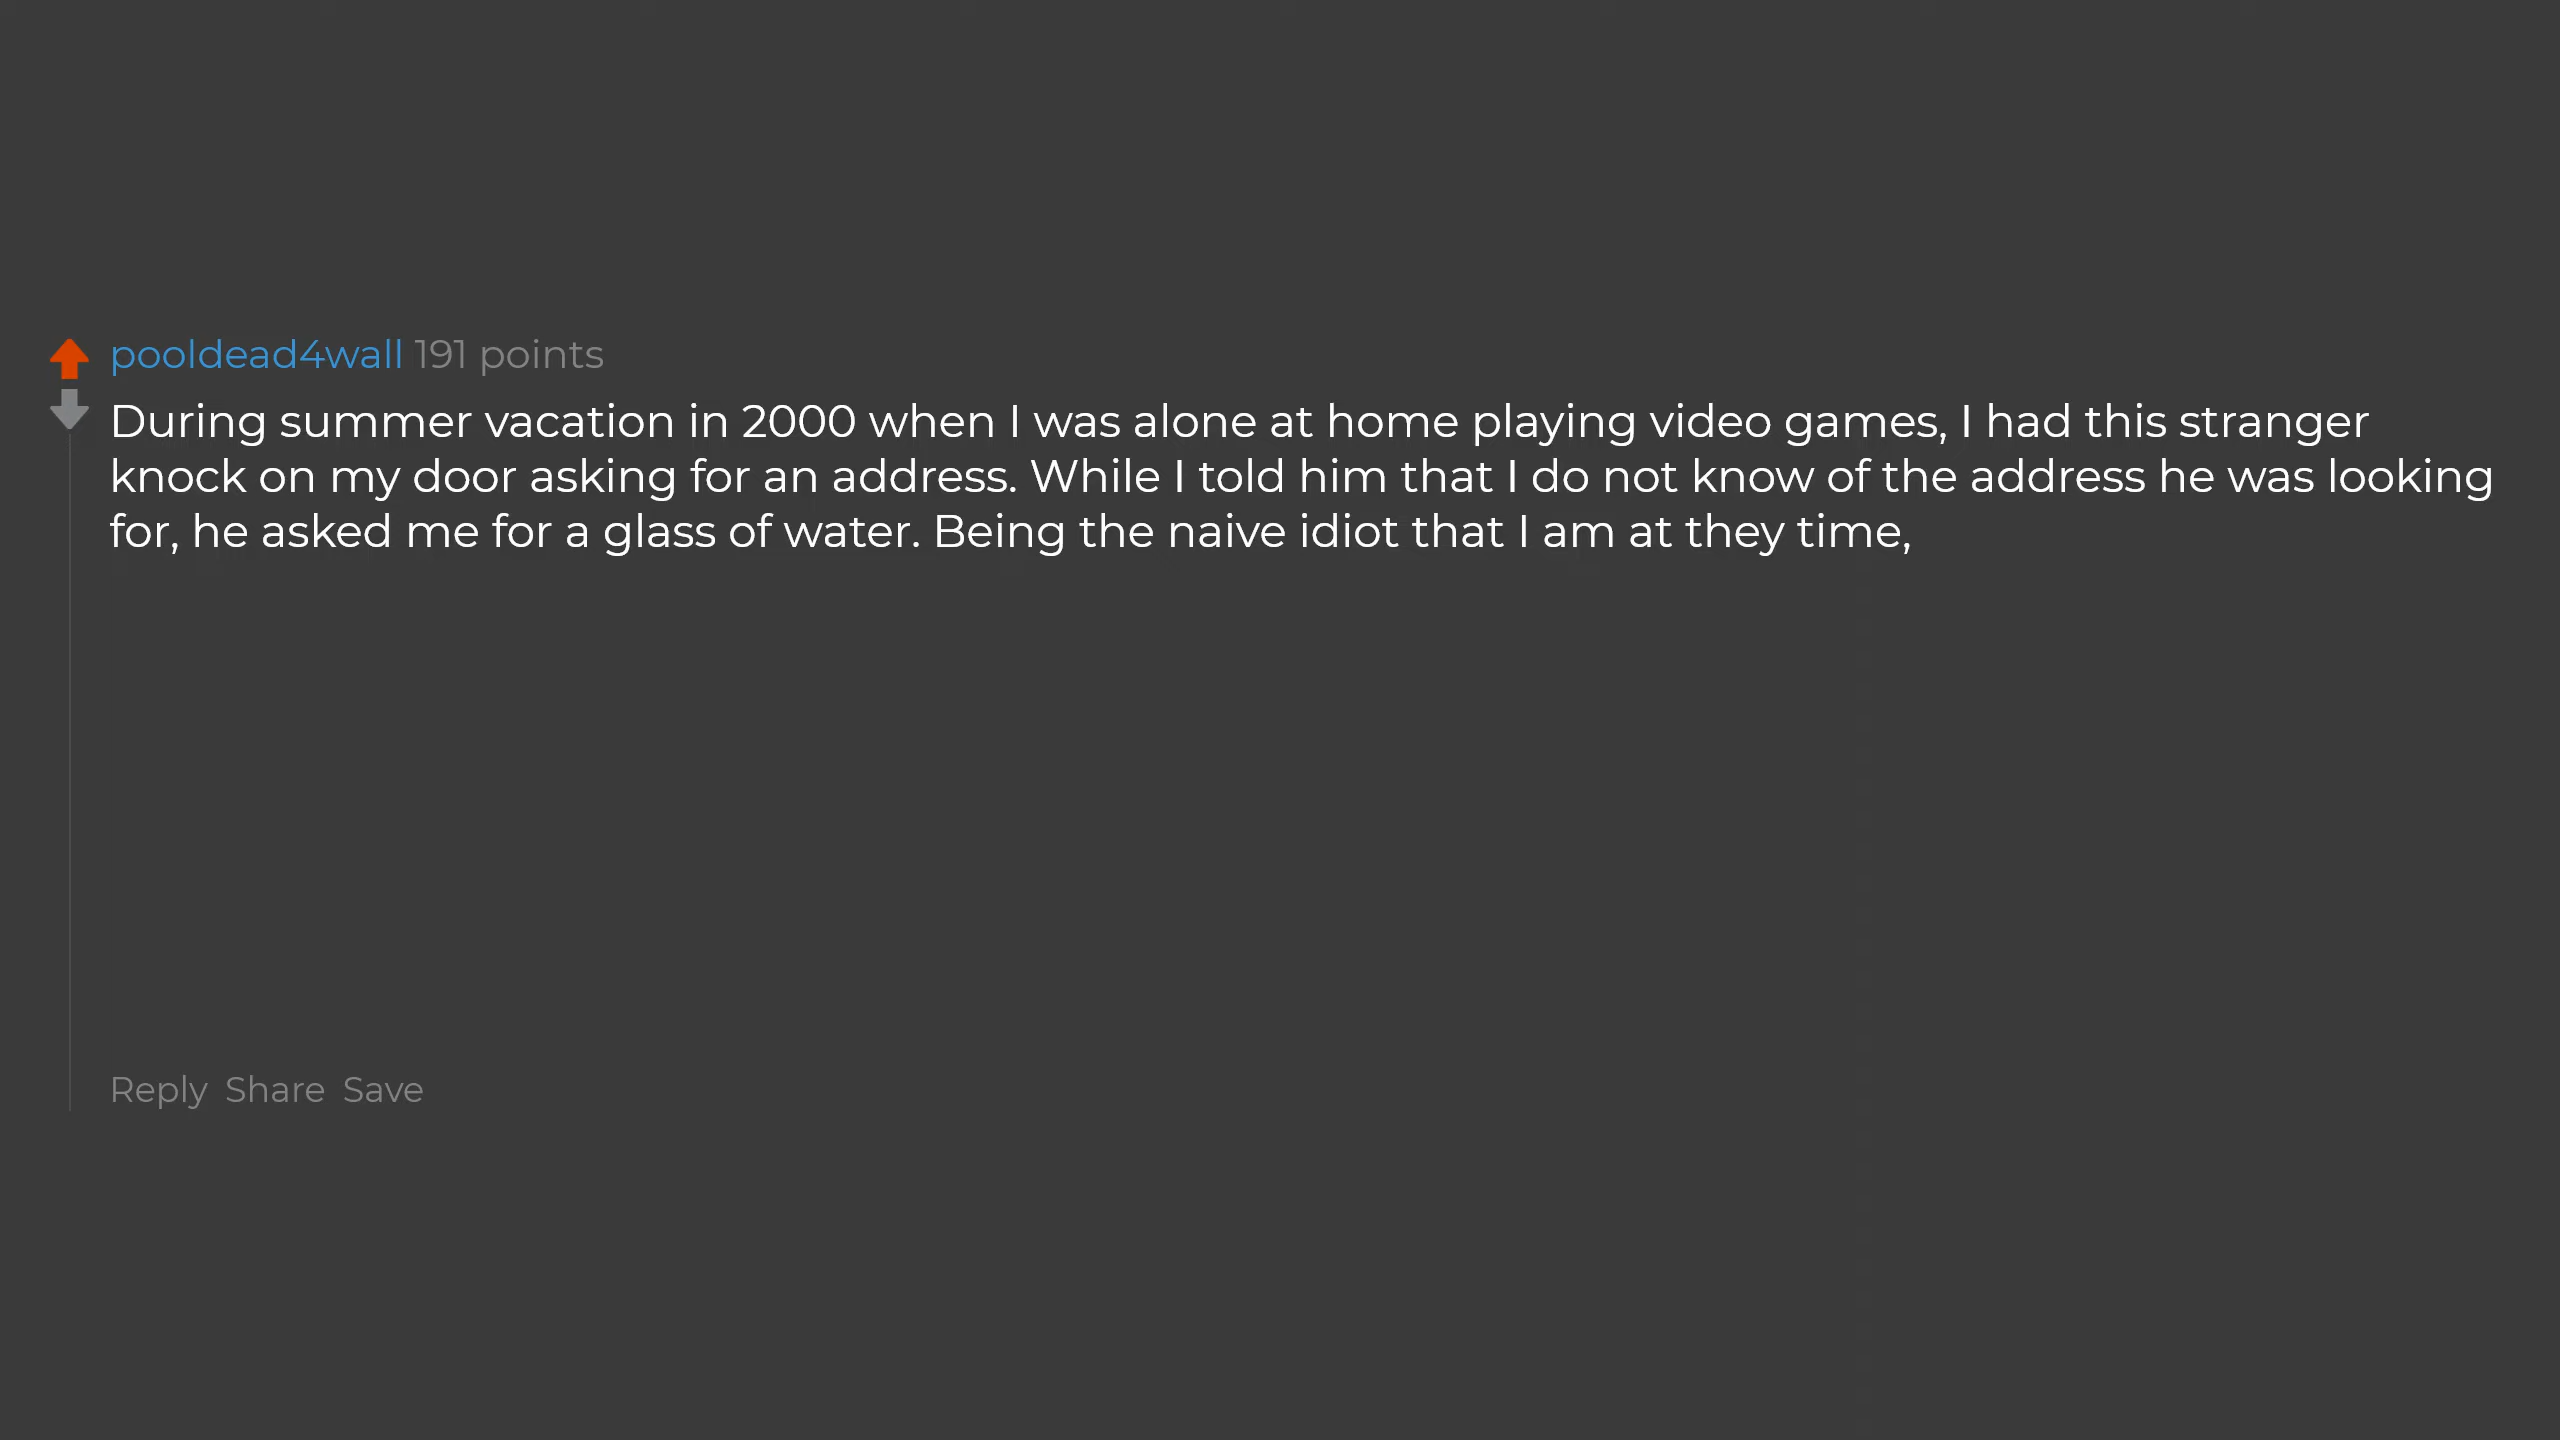 pooldead4wall 191 points
During summer vacation in 2000 when I was alone at home playing video games, I had this stranger
knock on my door asking for an address. While I told him that I do not know of the address he was looking
for, he asked me for a glass of water. Being the naive idiot that I am at they time,
Reply Share Save